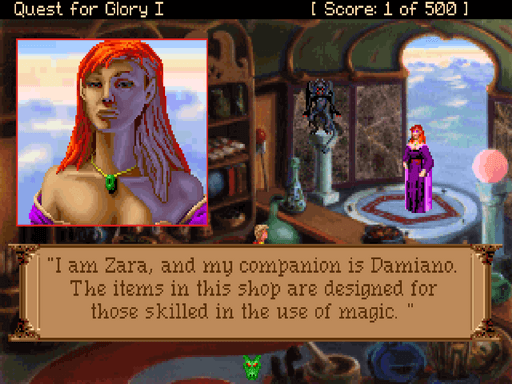 Quest for Glory I [ Score: 1 of 500 ]
"I am Zara, and my companion is Damiano.
The items in this shop are designed for
those skilled in the use of magic. "